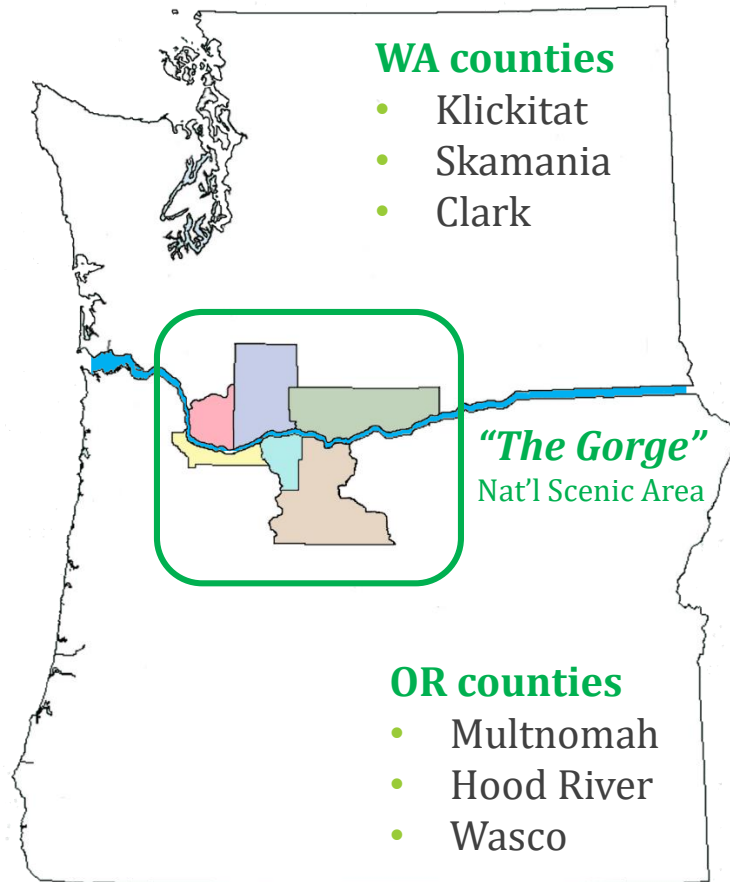 WA counties
• Klickitat
• Skamania
• Clark
“The Gorge”
Nat’l Scenic Area
OR counties
• Multnomah
• Hood River
• Wasco